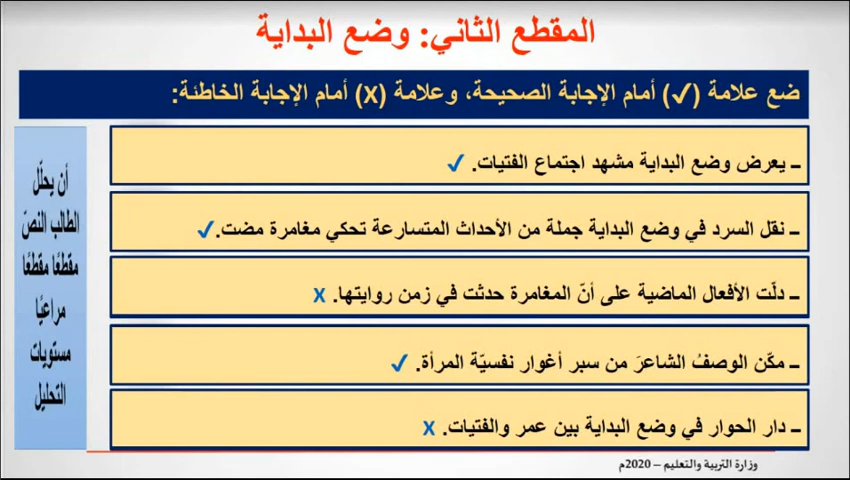 المقطع الثاني: وضع البداية
ضع علامة (✓) أمام الإجابة الصحيحة، وعلامة (X) أمام الإجابة الخاطئة:
ـ يعرض وضع البداية مشهد اجتماع الفتيات. ✓
ـ نقل السرد في وضع البداية جملة من الأحداث المتسارعة تحكي مغامرة مضت. ✓
ـ دلّت الأفعال الماضية على أنّ المغامرة حدثت في زمن روايتها. X
ـ مكّن الوصفُ الشاعرَ من سبر أغوار نفسيّة المرأة. ✓
ـ دار الحوار في وضع البداية بين عمر والفتيات. X
أن يحلّل
الطالب النصّ
مقطعًا مقطعًا
مراعيًا
مستويات
التحليل
وزارة التربية والتعليم – 2020م